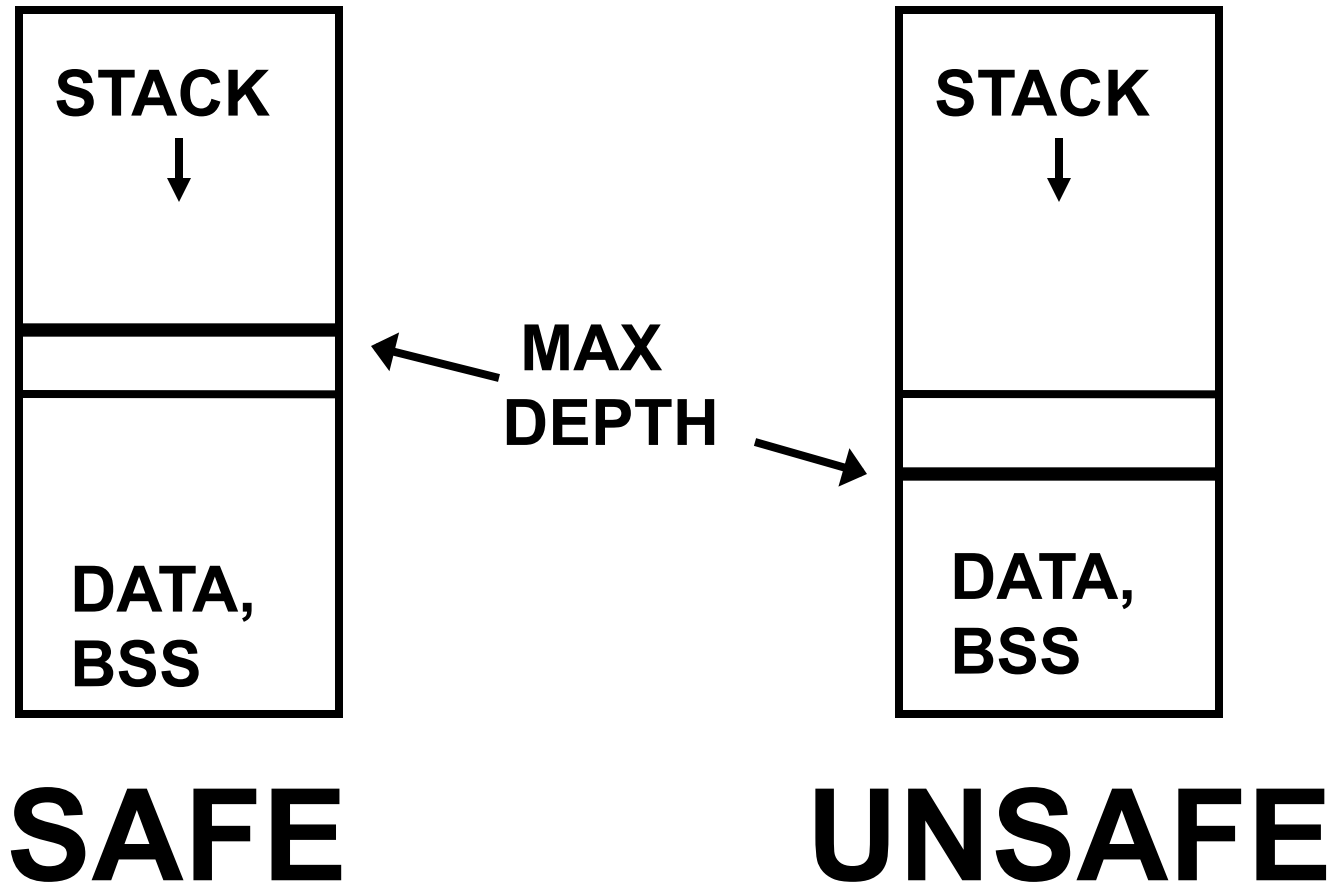 STACK
DATA,
BSS
SAFE
MAX
DEPTH
STACK
DATA,
BSS
UNSAFE